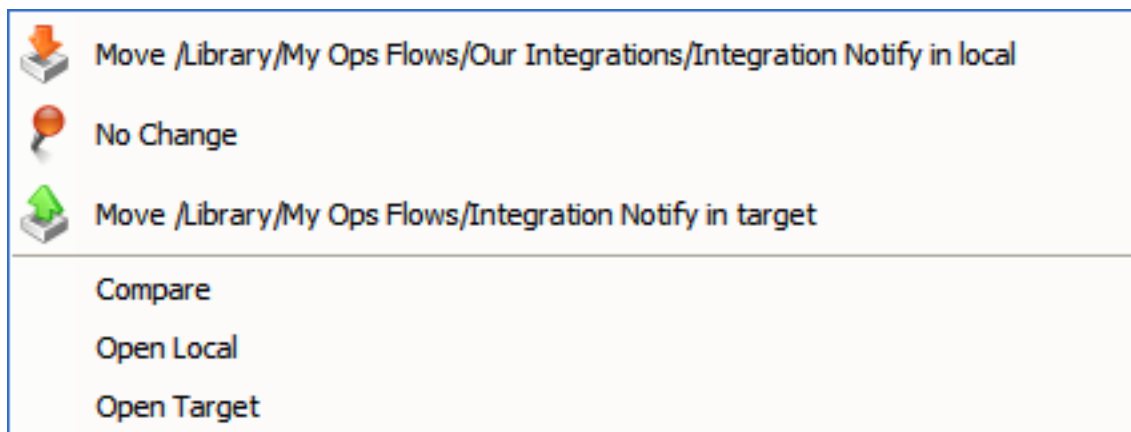 Move /Library/My Ops Flows/Our Integrations/Integration Notify in local
No Change
Move /Library/My Ops Flows/Integration Notify in target
Compare
Open Local
Open Target